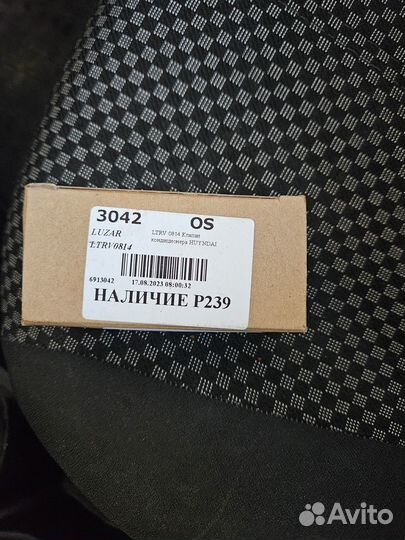 3042 OS
LUZAR
LTRV0814
LTRV 0814 Клапан
кондиционера HUYNDAI
6913042 17.08.2023 08:00:32
НАЛИЧИЕ Р239
Avito